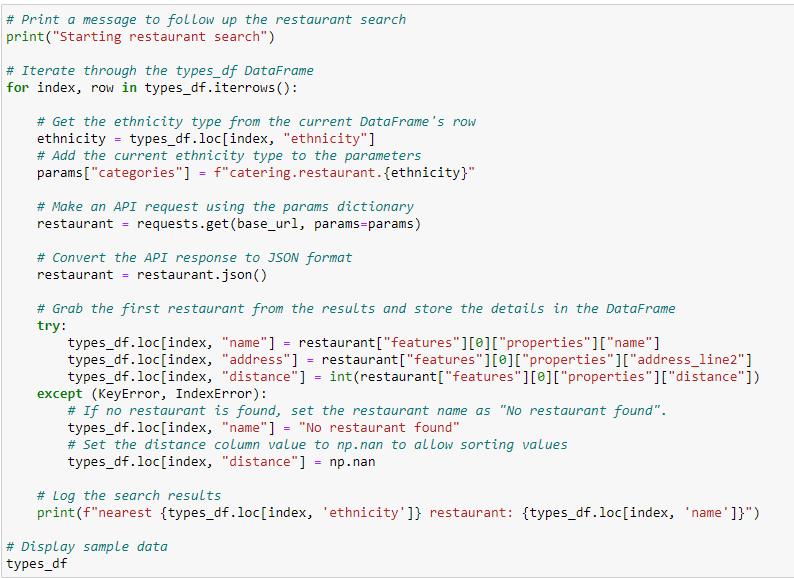 # Print a message to follow up the restaurant search
print("Starting restaurant search")

# Iterate through the types_df DataFrame
for index, row in types_df.iterrows():

    # Get the ethnicity type from the current DataFrame's row
    ethnicity = types_df.loc[index, "ethnicity"]
    # Add the current ethnicity type to the parameters
    params["categories"] = f"catering.restaurant.{ethnicity}"

    # Make an API request using the params dictionary
    restaurant = requests.get(base_url, params=params)

    # Convert the API response to JSON format
    restaurant = restaurant.json()

    # Grab the first restaurant from the results and store the details in the DataFrame
    try:
        types_df.loc[index, "name"] = restaurant["features"][0]["properties"]["name"]
        types_df.loc[index, "address"] = restaurant["features"][0]["properties"]["address_line2"]
        types_df.loc[index, "distance"] = int(restaurant["features"][0]["properties"]["distance"])
    except (KeyError, IndexError):
        # If no restaurant is found, set the restaurant name as "No restaurant found".
        types_df.loc[index, "name"] = "No restaurant found"
        # Set the distance column value to np.nan to allow sorting values
        types_df.loc[index, "distance"] = np.nan

    # Log the search results
    print(f"nearest {types_df.loc[index, 'ethnicity']} restaurant: {types_df.loc[index, 'name']}")

# Display sample data
types_df